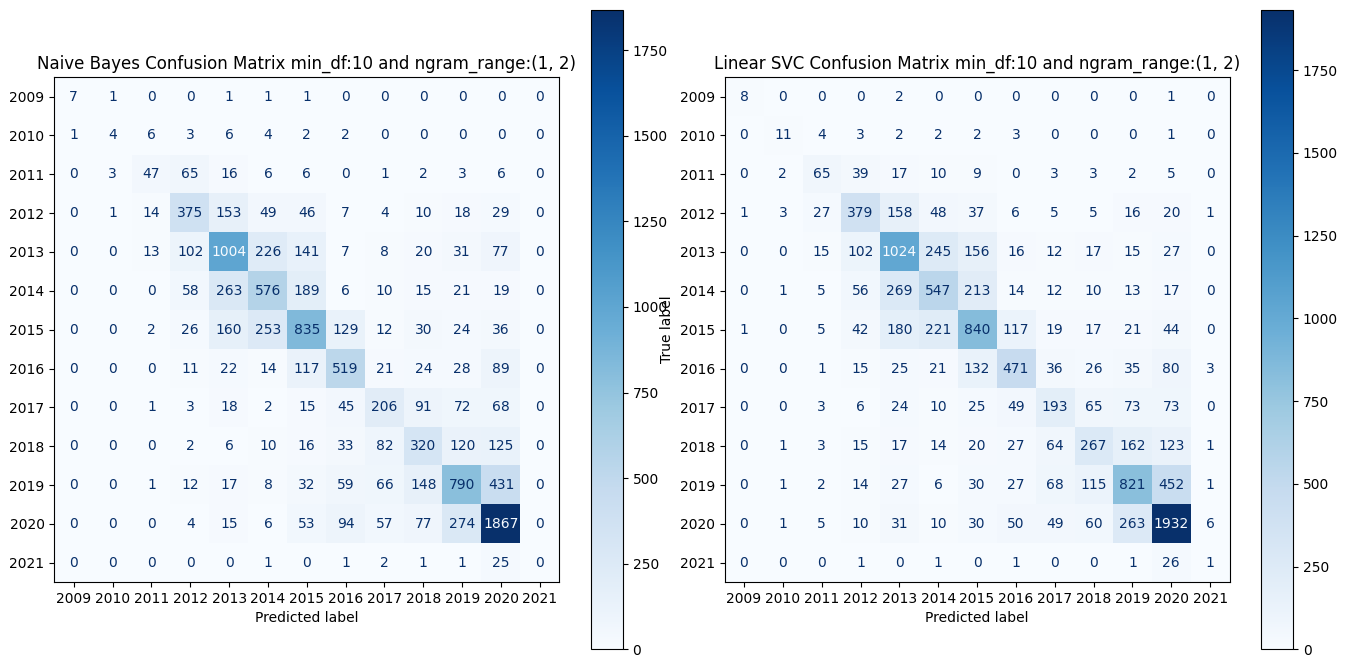 Naive Bayes Confusion Matrix min_df:10 and ngram_range:(1, 2)
2009 7 1 0 0 1 1 1 0 0 0 0 0 0
2010 1 4 6 3 6 4 2 2 0 0 0 0 0
2011 0 3 47 65 16 6 6 0 1 2 3 6 0
2012 0 1 14 375 153 49 46 7 4 10 18 29 0
2013 0 0 13 102 1004 226 141 7 8 20 31 77 0
2014 0 0 0 58 263 576 189 6 10 15 21 19 0
2015 0 0 2 26 160 253 835 129 12 30 24 36 0
2016 0 0 0 11 22 14 117 519 21 24 28 89 0
2017 0 0 1 3 18 2 15 45 206 91 72 68 0
2018 0 0 0 2 6 10 16 33 82 320 120 125 0
2019 0 0 1 12 17 8 32 59 66 148 790 431 0
2020 0 0 0 4 15 6 53 94 57 77 274 1867 0
2021 0 0 0 0 0 1 0 1 2 1 1 25 0
2009 2010 2011 2012 2013 2014 2015 2016 2017 2018 2019 2020 2021
Predicted label
1750
1500
1250
1000
750
500
250
0
True label
Linear SVC Confusion Matrix min_df:10 and ngram_range:(1, 2)
2009 8 0 0 0 2 0 0 0 0 0 0 1 0
2010 0 11 4 3 2 2 2 3 0 0 0 1 0
2011 0 2 65 39 17 10 9 0 3 3 2 5 0
2012 1 3 27 379 158 48 37 6 5 5 16 20 1
2013 0 0 15 102 1024 245 156 16 12 17 15 27 0
2014 0 1 5 56 269 547 213 14 12 10 13 17 0
2015 1 0 5 42 180 221 840 117 19 17 21 44 0
2016 0 0 1 15 25 21 132 471 36 26 35 80 3
2017 0 0 3 6 24 10 25 49 193 65 73 73 0
2018 0 1 3 15 17 14 20 27 64 267 162 123 1
2019 0 1 2 14 27 6 30 27 68 115 821 452 1
2020 0 1 5 10 31 10 30 50 49 60 263 1932 6
2021 0 0 0 1 0 1 0 1 0 0 1 26 1
2009 2010 2011 2012 2013 2014 2015 2016 2017 2018 2019 2020 2021
Predicted label
1750
1500
1250
1000
750
500
250
0